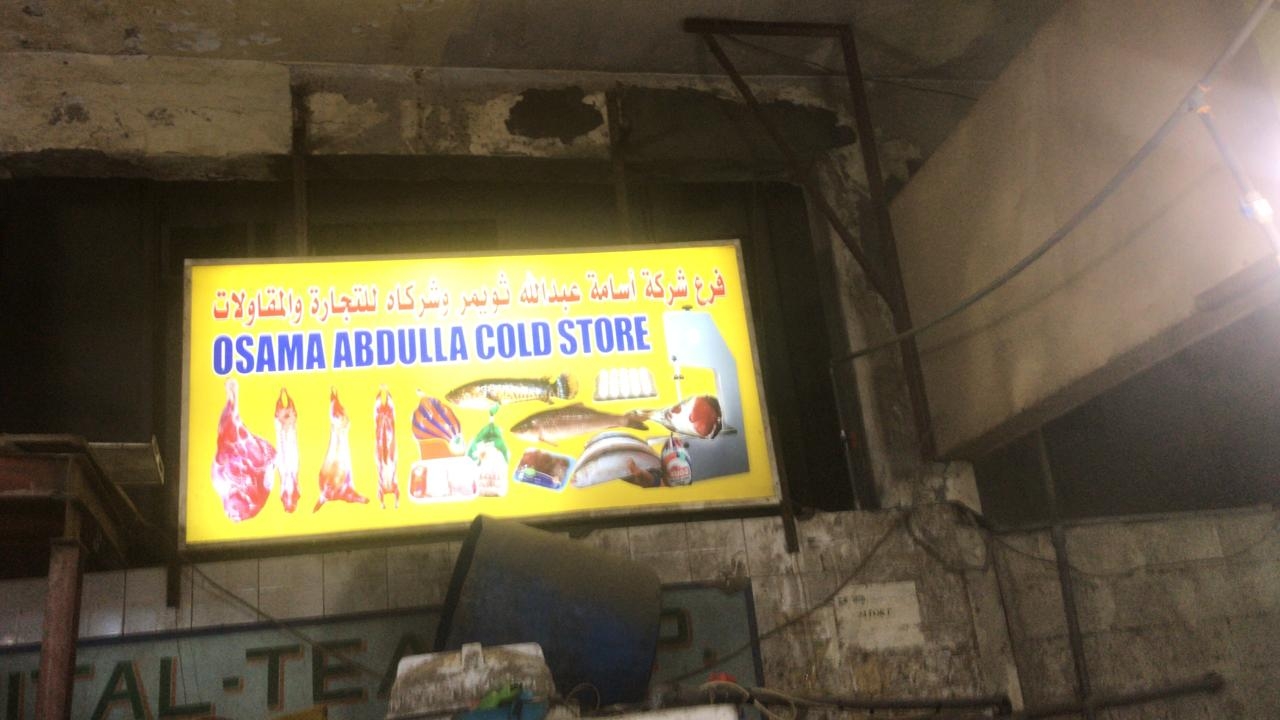 فرع شركة أسامة عبدالله ثويمر وشركاه للتجارة والمقاولات
OSAMA ABDULLA COLD STORE